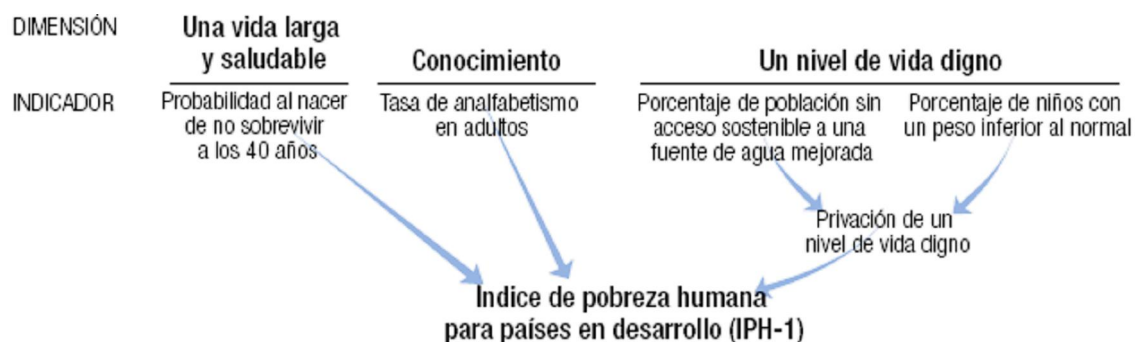 DIMENSIÓN
Una vida larga
y saludable
Conocimiento
Un nivel de vida digno
INDICADOR
Probabilidad al nacer
de no sobrevivir
a los 40 años
Tasa de analfabetismo
en adultos
Porcentaje de población sin
acceso sostenible a una
fuente de agua mejorada
Porcentaje de niños con
un peso inferior al normal
Privación de un
nivel de vida digno
Indice de pobreza humana
para países en desarrollo (IPH-1)